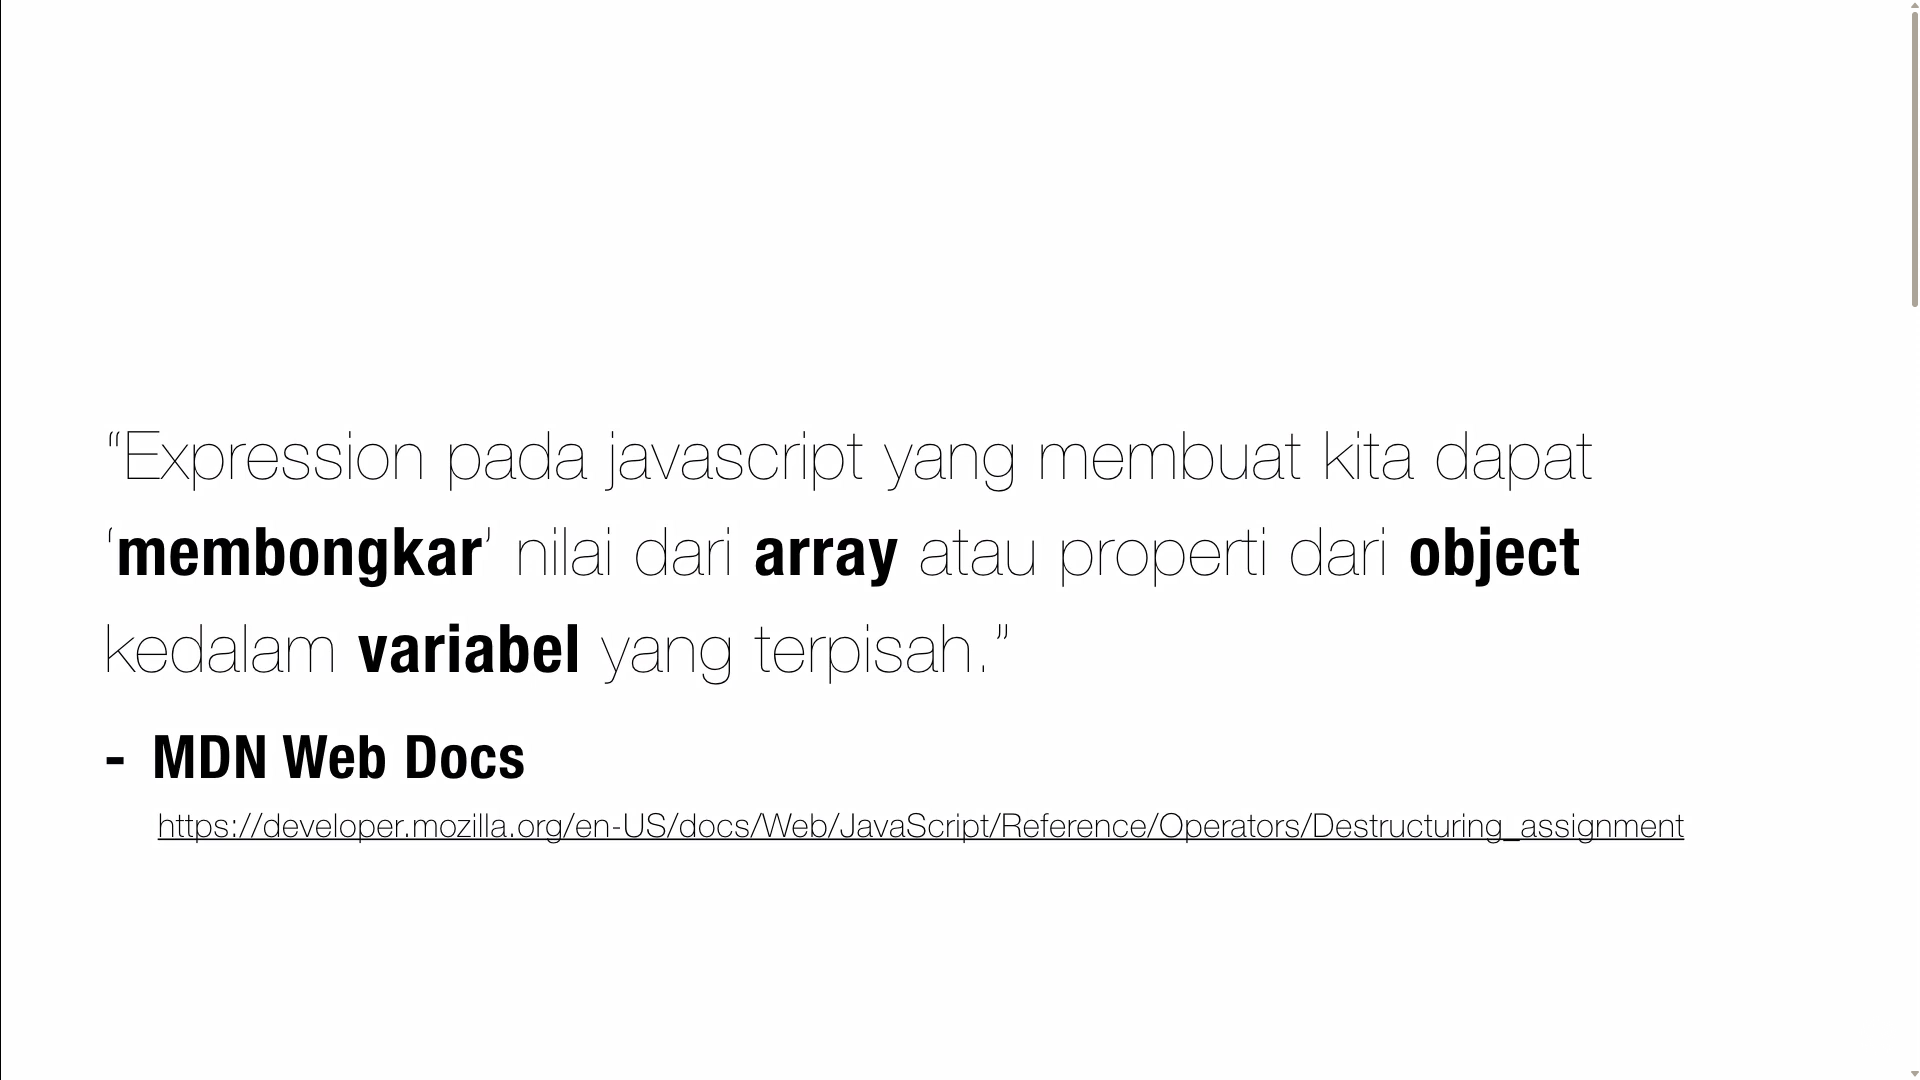 “Expression pada javascript yang membuat kita dapat
‘membongkar’ nilai dari array atau properti dari object
kedalam variabel yang terpisah.”
- MDN Web Docs
https://developer.mozilla.org/en-US/docs/Web/JavaScript/Reference/Operators/Destructuring_assignment